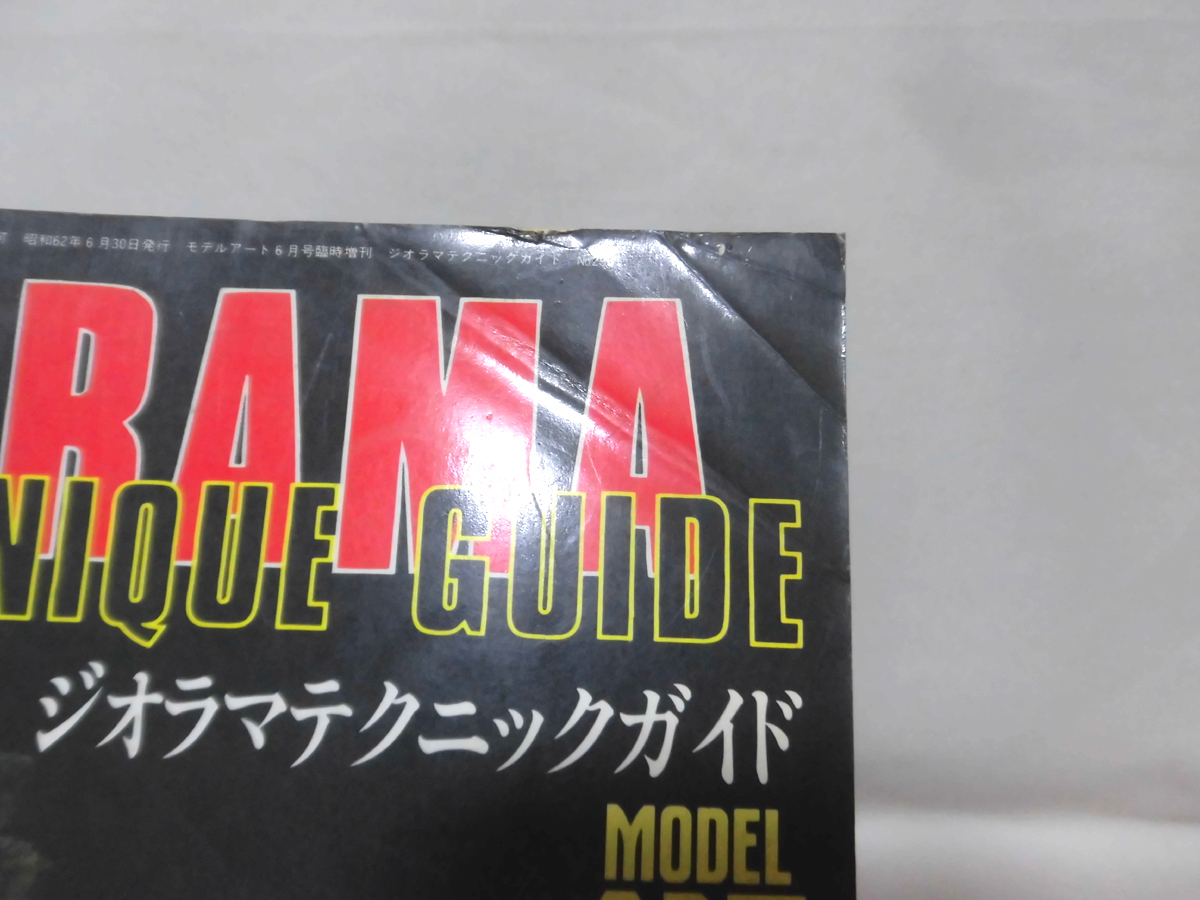 昭和62年6月30日発行 モデルアート6月号臨時増刊 ジオラマテクニックガイド
RAMA
NIQUE GUIDE
ジオラマテクニックガイド
MODEL